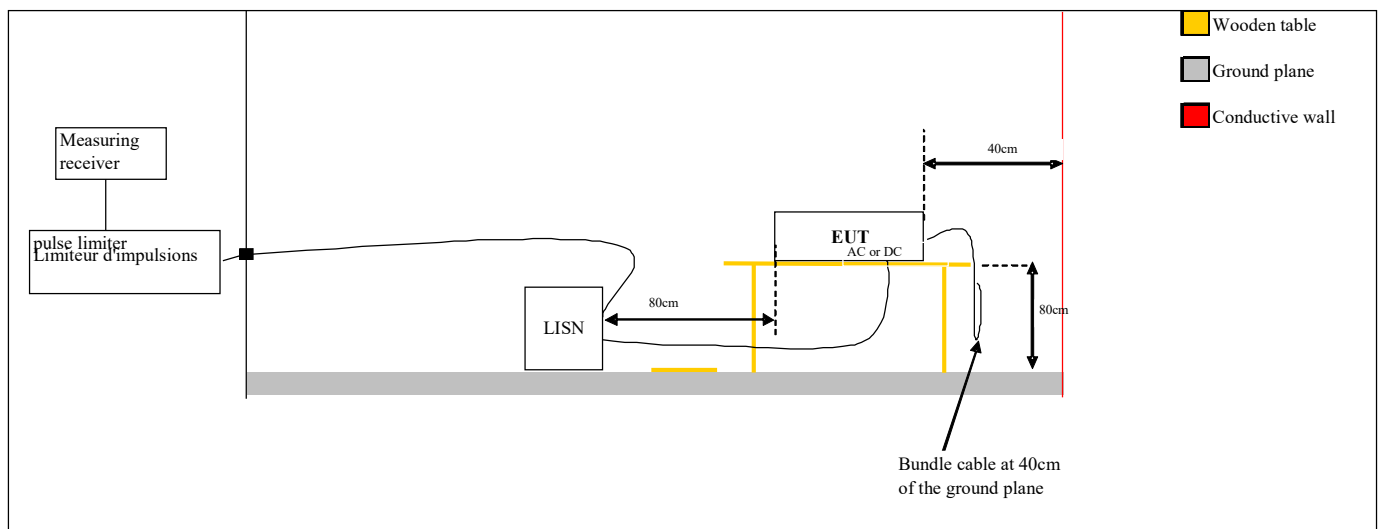 Wooden table
Ground plane
Conductive wall
Measuring
receiver
pulse limiter
Limiteur d'impulsions
40cm
EUT
AC or DC
80cm
80cm
LISN
Bundle cable at 40cm
of the ground plane